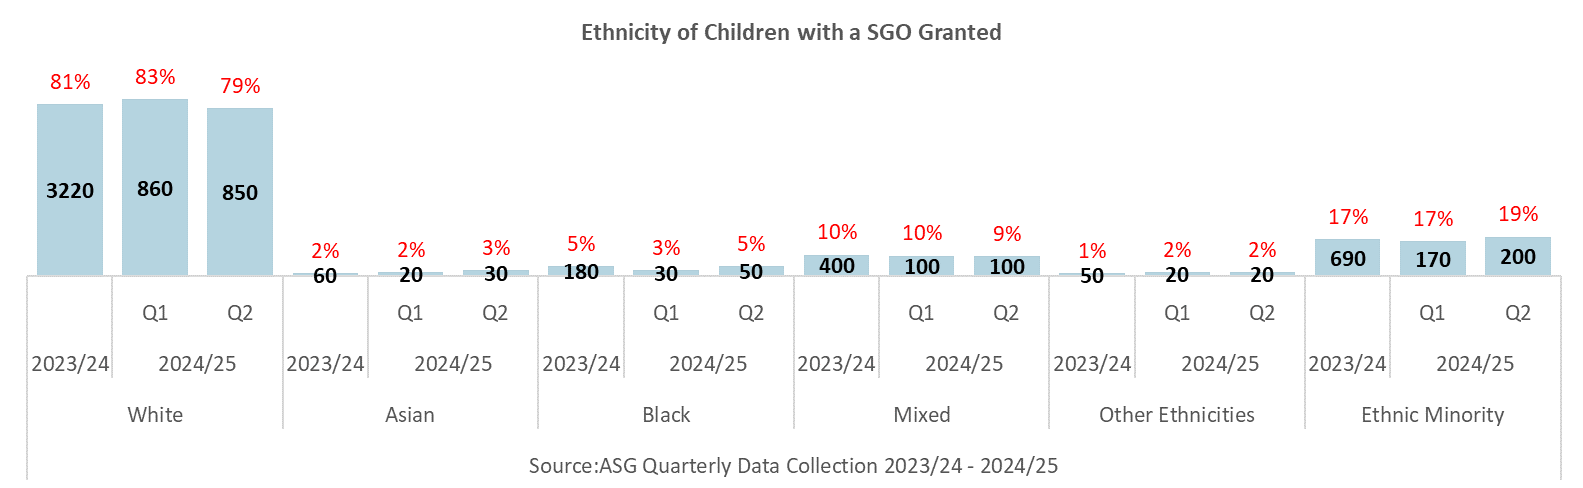 Ethnicity of Children with a SGO Granted
81% 83% 79% 2% 2% 3% 5% 3% 5% 10% 10% 9% 1% 2% 2% 17% 17% 19%
3220 860 850 60 20 30 180 30 50 400 100 100 50 20 20 690 170 200
Q1 Q2 Q1 Q2 Q1 Q2 Q1 Q2 Q1 Q2 Q1 Q2
2023/24 2024/25 2023/24 2024/25 2023/24 2024/25 2023/24 2024/25 2023/24 2024/25 2023/24 2024/25
White Asian Black Mixed Other Ethnicities Ethnic Minority
Source:ASG Quarterly Data Collection 2023/24 - 2024/25